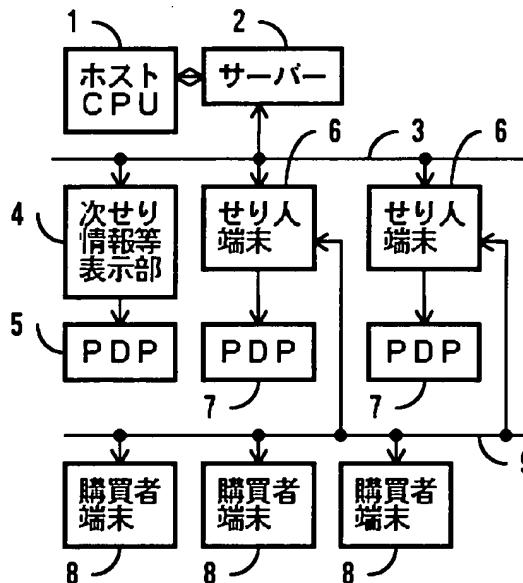 1
2
ホスト
CPU
サーバー
6
3
6
4
次せり
情報等
表示部
せり人
端末
せり人
端末
5
PDP
PDP
PDP
7
7
9
購買者
端末
購買者
端末
購買者
端末
8
8
8